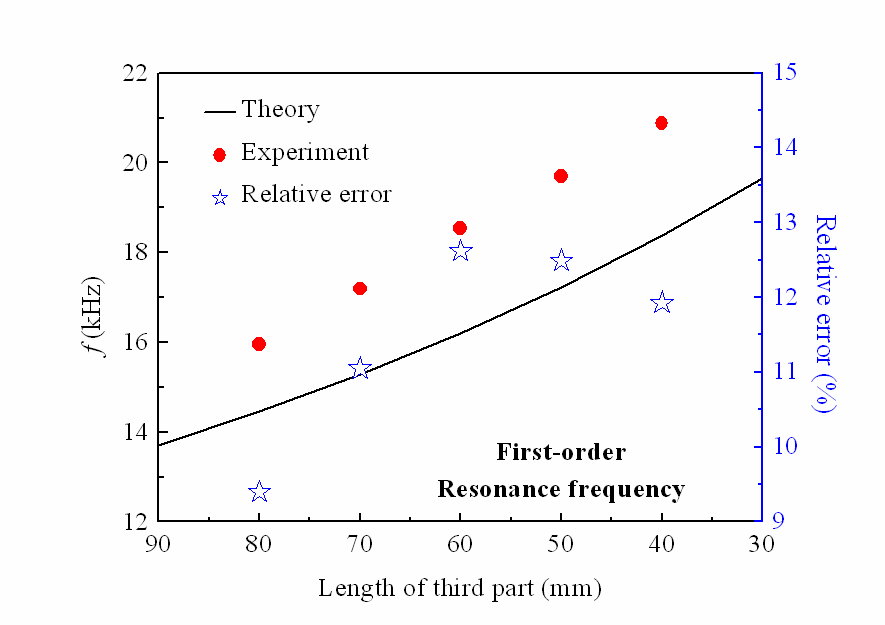 22
20
18
16
14
12
f (kHz)
Theory
Experiment
Relative error
First-order
Resonance frequency
15
14
13
12
11
10
9
Relative error (%)
90 80 70 60 50 40 30
Length of third part (mm)